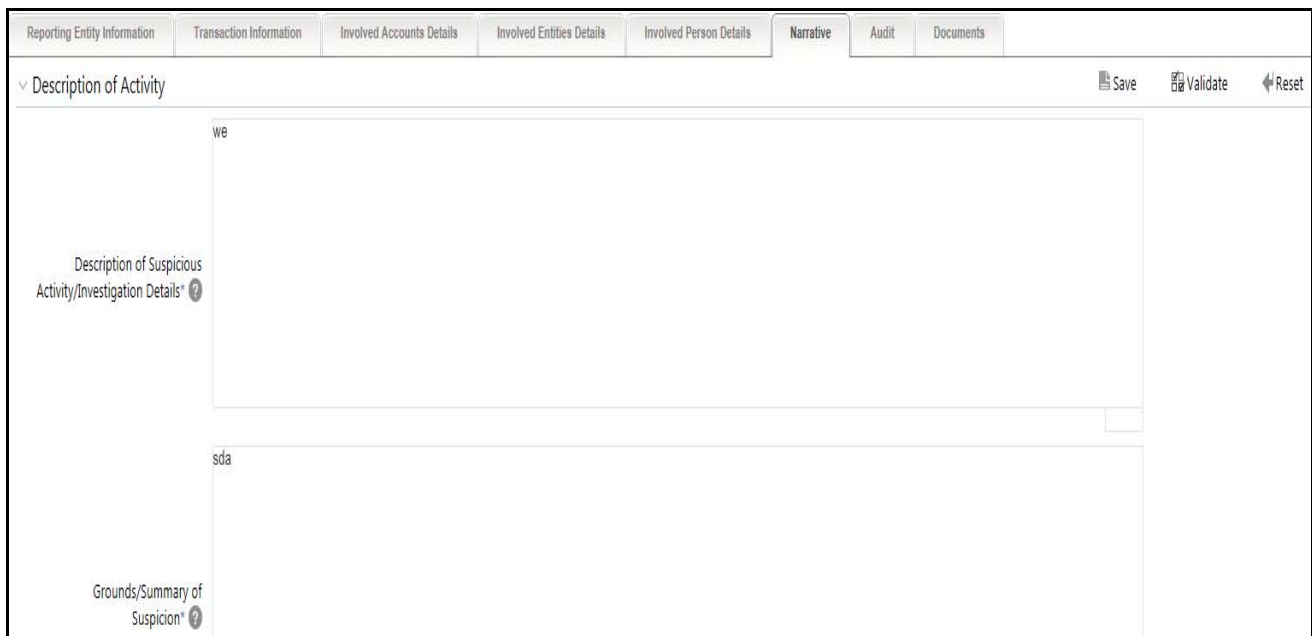 Reporting Entity Information Transaction Information Involved Accounts Details Involved Entities Details Involved Person Details Narrative Audit Documents
Description of Activity Save Validate Reset
we
Description of Suspicious
Activity/Investigation Details* ?
sda
Grounds/Summary of
Suspicion* ?